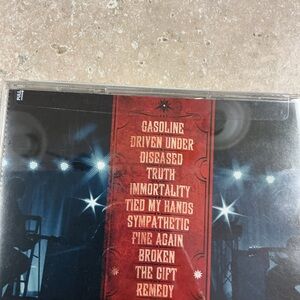 GASOLINE
DRIVEN UNDER
DISEASED
TRUTH
IMMORTALITY
TIED MY HANDS
SYMPATHETIC
FINE AGAIN
BROKEN
THE GIFT
REMEDY